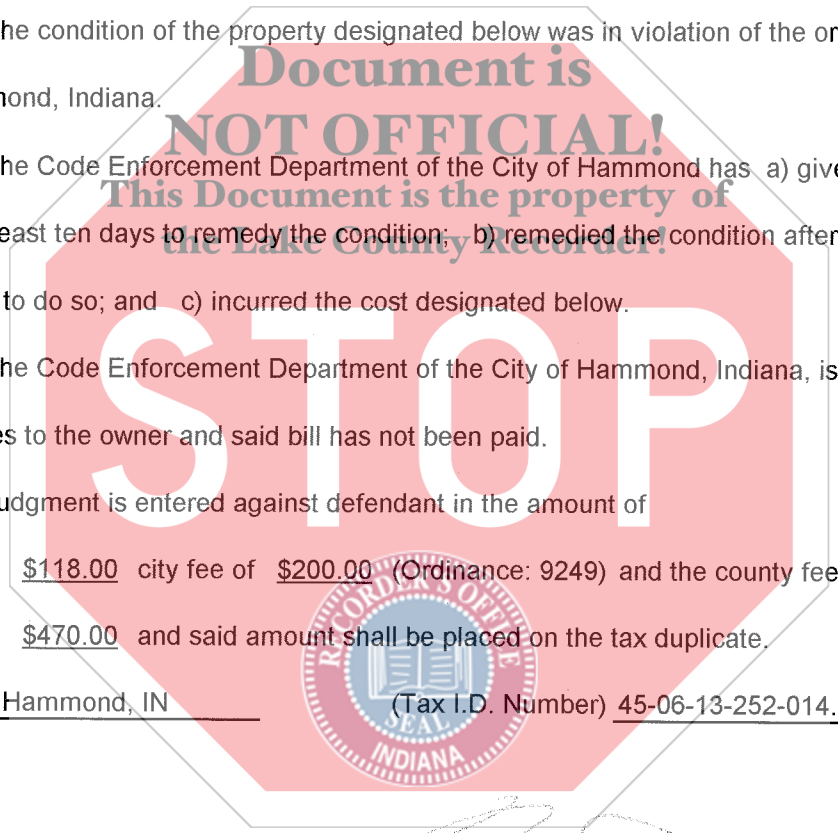 he condition of the property designated below was in violation of the or
Document is
mond, Indiana.
NOT OFFICIAL!
he Code Enforcement Department of the City of Hammond has a) give
This Document is the property of
east ten days to remedy the condition; b) remedied the condition after
the Lake County Recorder!
to do so; and c) incurred the cost designated below.
STOP
he Code Enforcement Department of the City of Hammond, Indiana, is
s to the owner and said bill has not been paid.
udgment is entered against defendant in the amount of
$118.00 city fee of $200.00 (Ordinance: 9249) and the county fee
$470.00 and said amount shall be placed on the tax duplicate.
RECORDER'S OFFICE
SEAL
INDIANA
Hammond, IN (Tax I.D. Number) 45-06-13-252-014.